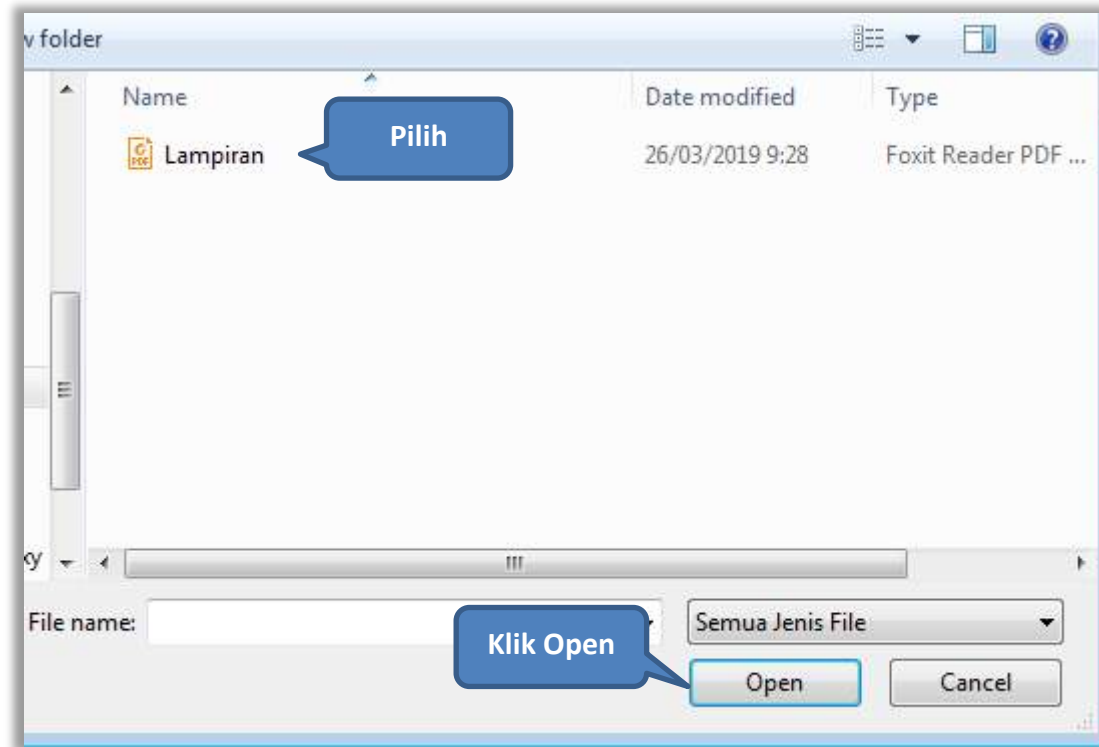 w folder
Name Date modified Type
Pilih
Lampiran 26/03/2019 9:28 Foxit Reader PDF ...
File name: Semua Jenis File
Klik Open
Open Cancel